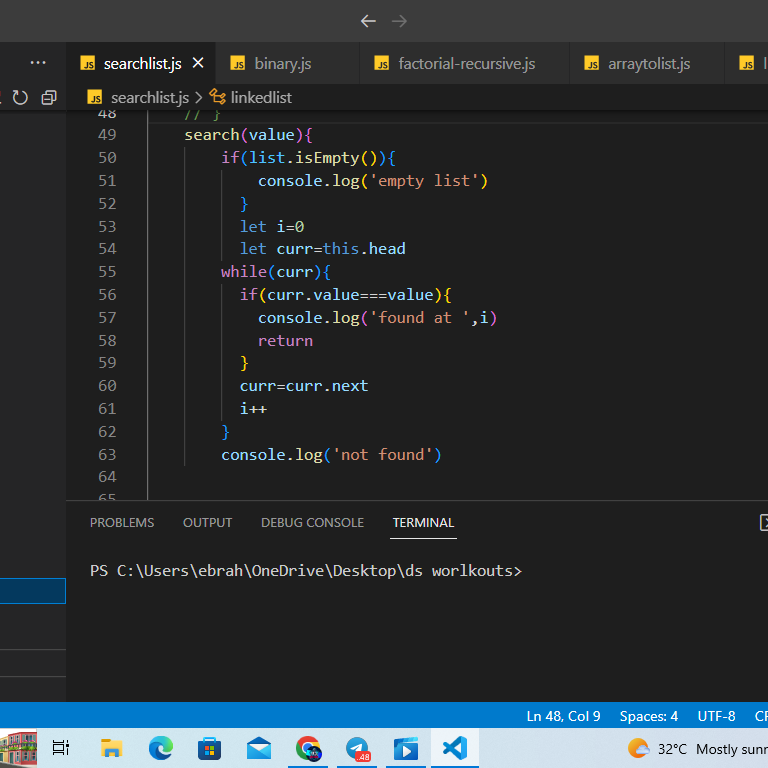 searchlist.js
JS binary.js
JS factorial-recursive.js
JS arraytolist.js
JS
JS searchlist.js > linkedlist
48 // }
49 search(value){
50 if(list.isEmpty()){
51 console.log('empty list')
52 }
53 let i=0
54 let curr=this.head
55 while(curr){
56 if(curr.value===value){
57 console.log('found at ',i)
58 return
59 }
60 curr=curr.next
61 i++
62 }
63 console.log('not found')
64
65
PROBLEMS OUTPUT DEBUG CONSOLE TERMINAL
PS C:\Users\ebrah\OneDrive\Desktop\ds worlkouts>
Ln 48, Col 9 Spaces: 4 UTF-8
.48
32°C Mostly sunn